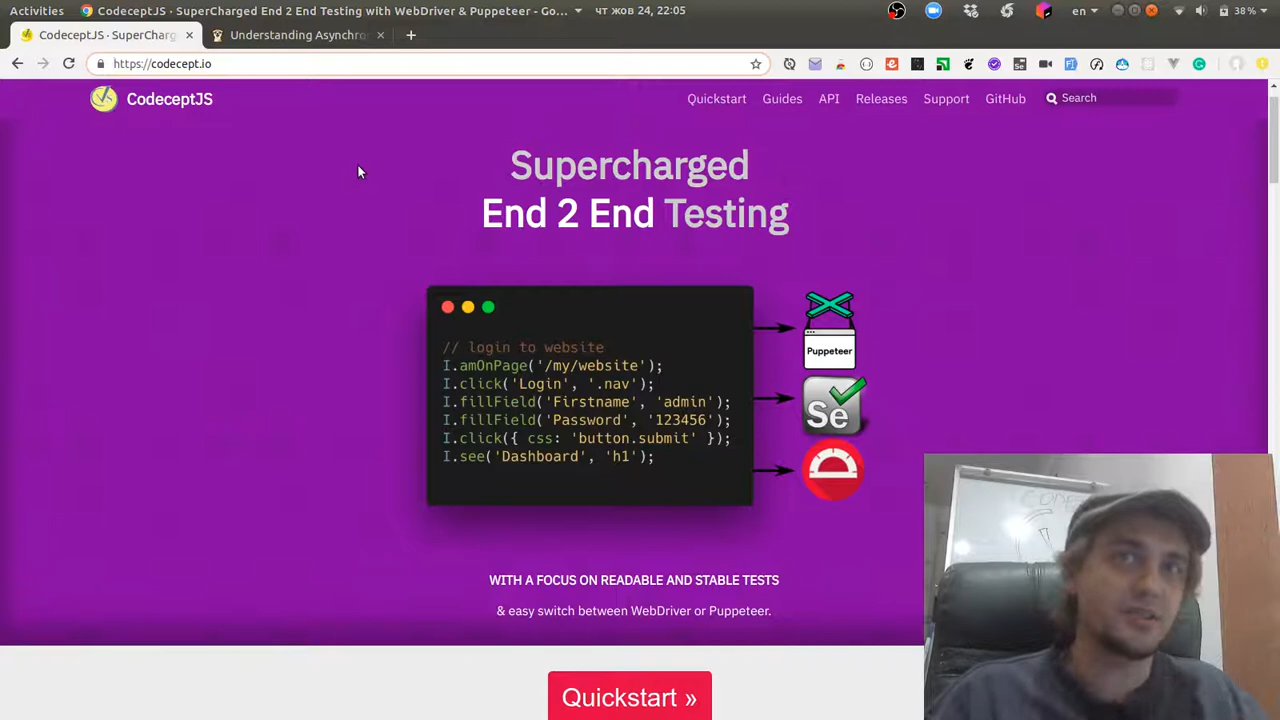 Activities
CodeceptJS · SuperCharged End 2 End Testing with WebDriver & Puppeteer - Go...
чт жов 24, 22:05
en
38 %
CodeceptJS · SuperCharg
Understanding Asynchro
https://codecept.io
CodeceptJS
Quickstart
Guides
API
Releases
Support
GitHub
Search
Supercharged
End 2 End Testing
// login to website
I.amOnPage('/my/website');
I.click('Login', '.nav');
I.fillField('Firstname', 'admin');
I.fillField('Password', '123456');
I.click({ css: 'button.submit' });
I.see('Dashboard', 'h1');
Puppeteer
Se
WITH A FOCUS ON READABLE AND STABLE TESTS
& easy switch between WebDriver or Puppeteer.
Quickstart »